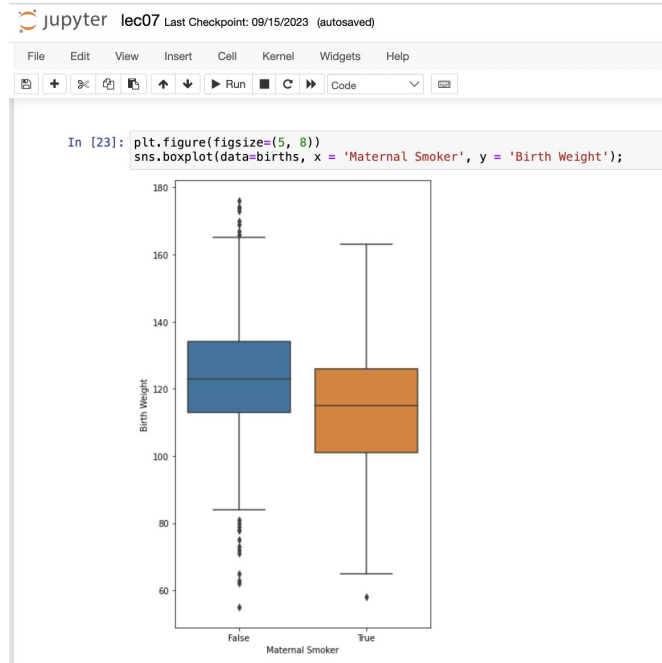 jupyter lec07 Last Checkpoint: 09/15/2023 (autosaved)
File Edit View Insert Cell Kernel Widgets Help
Run Code
In [23]: plt.figure(figsize=(5, 8))
sns.boxplot(data=births, x = 'Maternal Smoker', y = 'Birth Weight');
180
160
140
120
100
80
60
Birth Weight
False True
Maternal Smoker